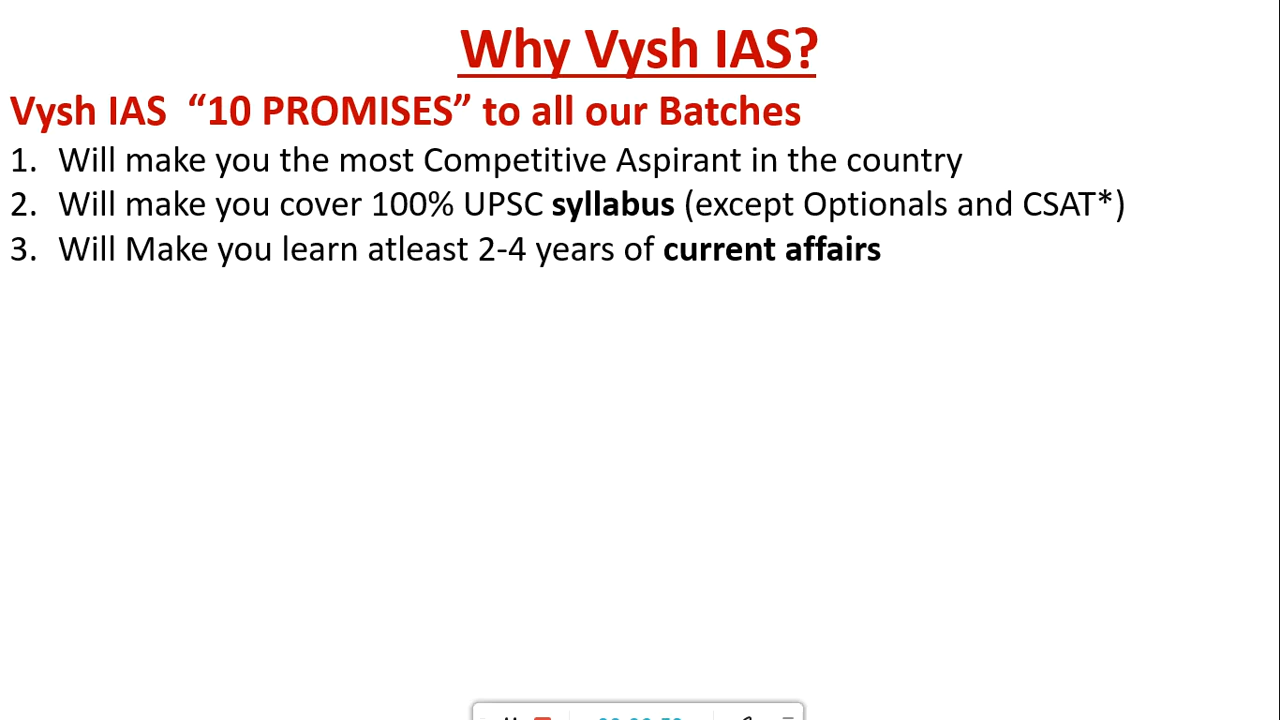 Why Vysh IAS?
Vysh IAS “10 PROMISES” to all our Batches
1. Will make you the most Competitive Aspirant in the country
2. Will make you cover 100% UPSC syllabus (except Optionals and CSAT*)
3. Will Make you learn atleast 2-4 years of current affairs